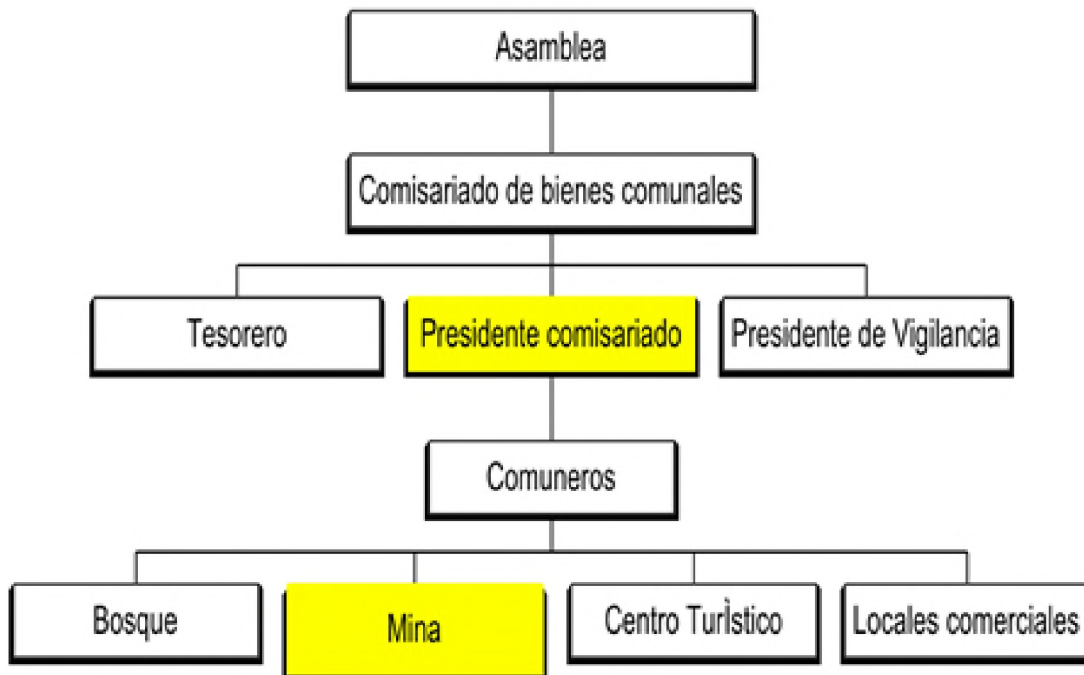 Asamblea
Comisariado de bienes comunales
Tesorero
Presidente comisariado
Presidente de Vigilancia
Comuneros
Bosque
Mina
Centro TurÌstico
Locales comerciales